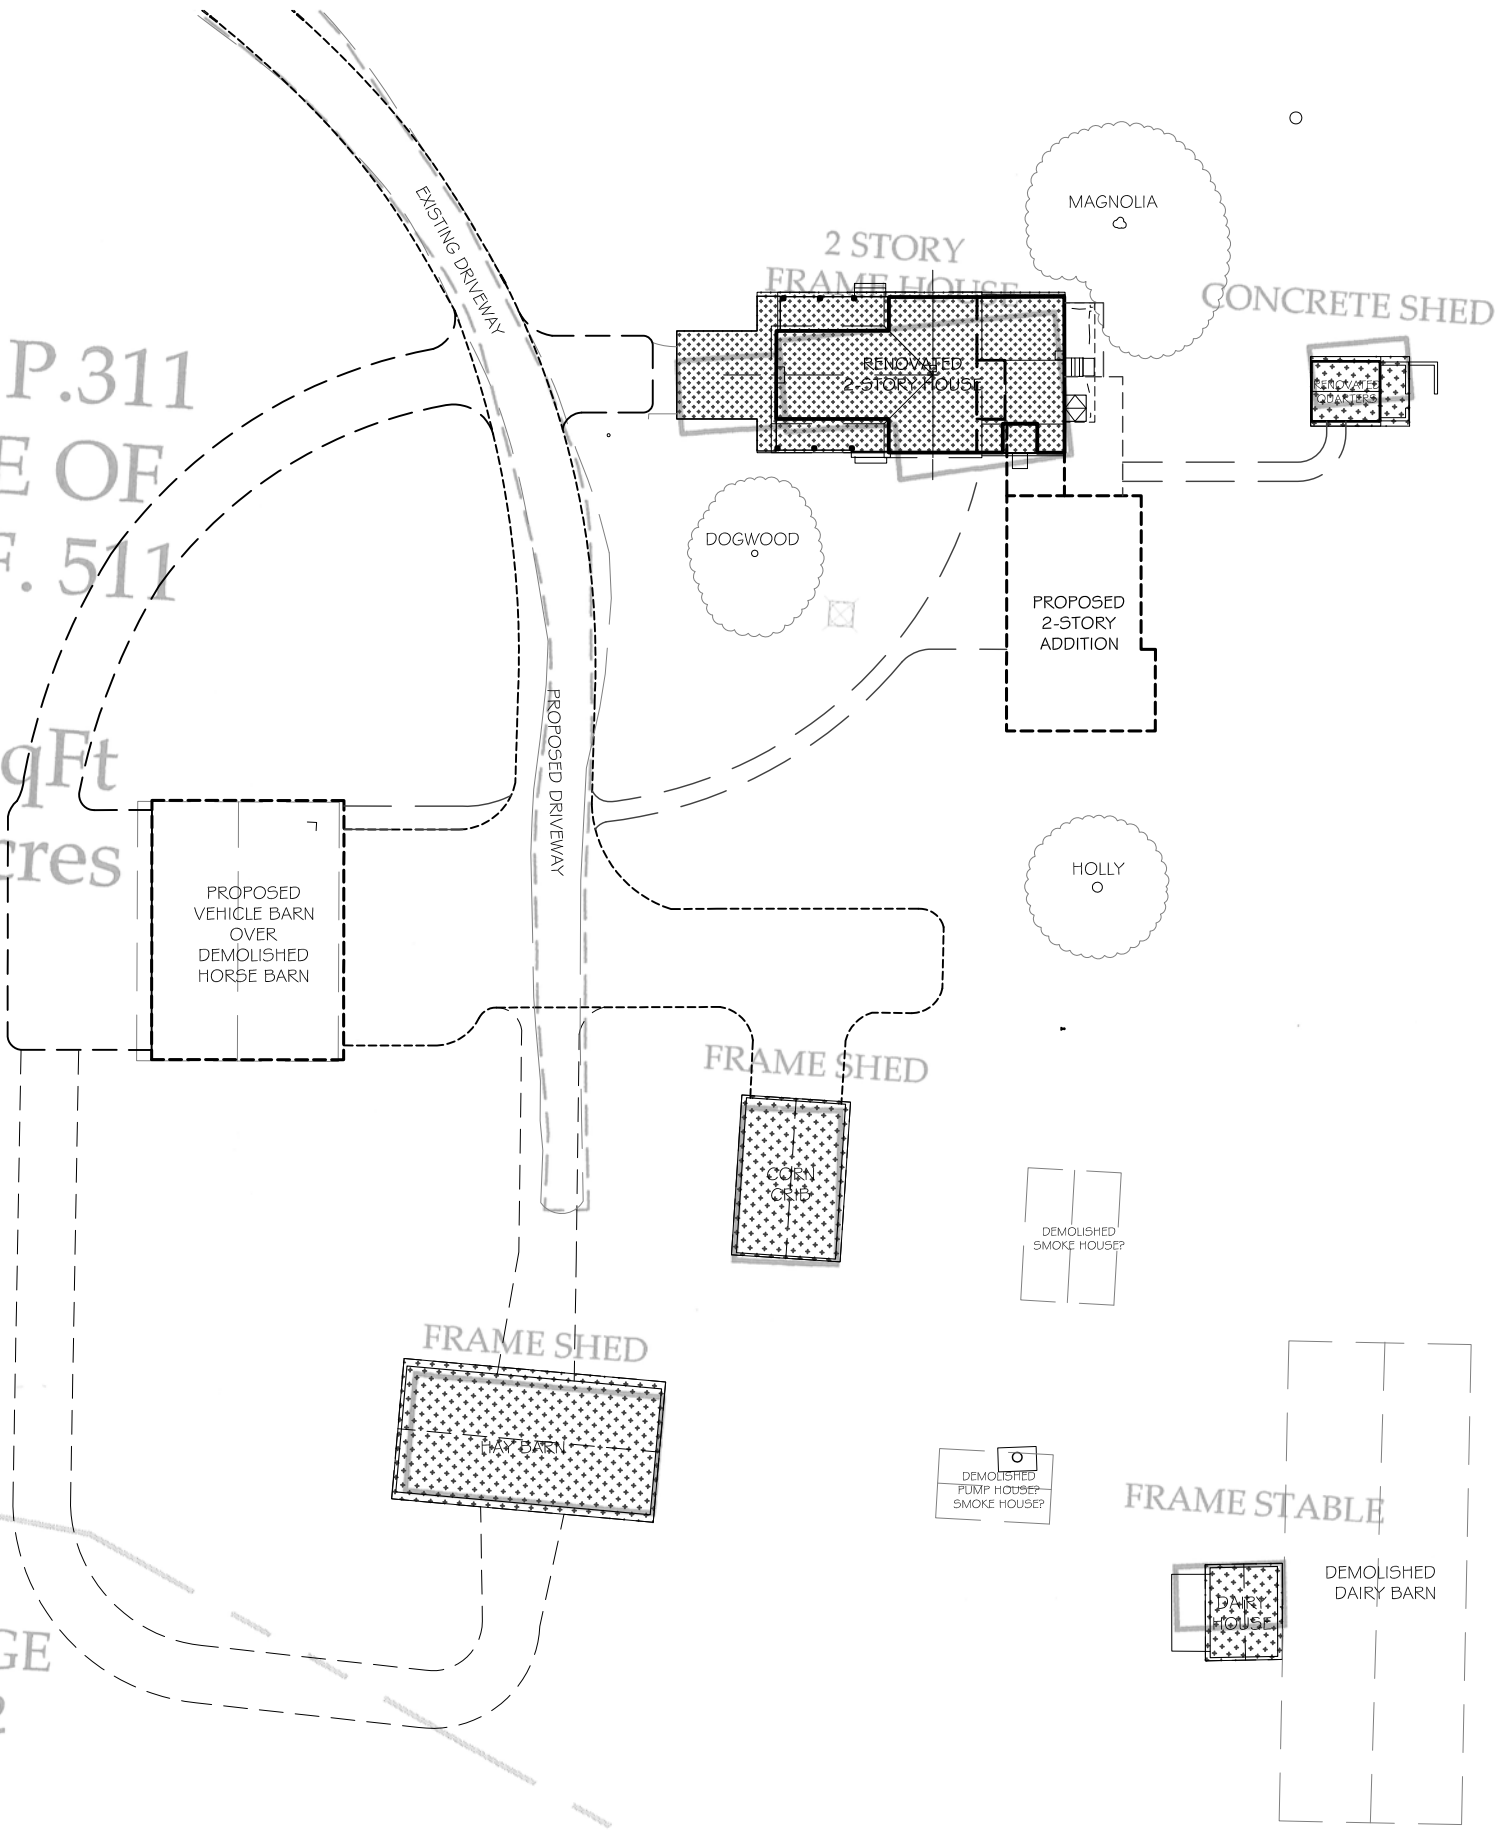 EXISTING DRIVEWAY
MAGNOLIA
2 STORY
FRAME HOUSE
CONCRETE SHED
P.311
E OF
F. 511
RENOVATED
2-STORY HOUSE
RENOVATED
QUARTERS
DOGWOOD
PROPOSED
2-STORY
ADDITION
PROPOSED DRIVEWAY
qFt
cres
PROPOSED
VEHICLE BARN
OVER
DEMOLISHED
HORSE BARN
HOLLY
FRAME SHED
CORN
CRIB
DEMOLISHED
SMOKE HOUSE?
FRAME SHED
HAY BARN
DEMOLISHED
PUMP HOUSE?
SMOKE HOUSE?
FRAME STABLE
DEMOLISHED
DAIRY BARN
DAIRY
HOUSE
GE
2